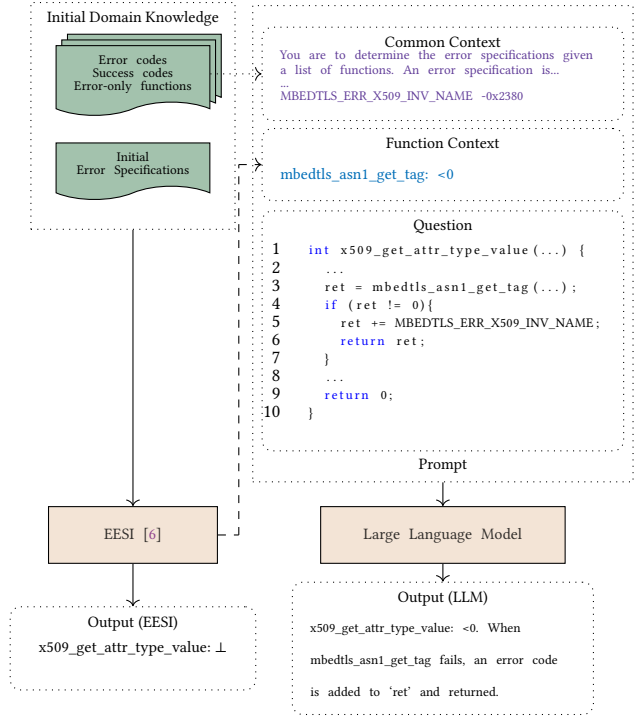 Initial Domain Knowledge
Error codes
Success codes
Error-only functions
Initial
Error Specifications
Common Context
You are to determine the error specifications given
a list of functions. An error specification is...
...
MBEDTLS_ERR_X509_INV_NAME -0x2380
Function Context
mbedtls_asn1_get_tag: <0
Question
1 int x509_get_attr_type_value(...) {
2 ...
3 ret = mbedtls_asn1_get_tag(...);
4 if (ret != 0){
5 ret += MBEDTLS_ERR_X509_INV_NAME;
6 return ret;
7 }
8 ...
9 return 0;
10 }
Prompt
EESI [6]
Large Language Model
Output (EESI)
x509_get_attr_type_value: ⊥
Output (LLM)
x509_get_attr_type_value: <0. When
mbedtls_asn1_get_tag fails, an error code
is added to ‘ret’ and returned.